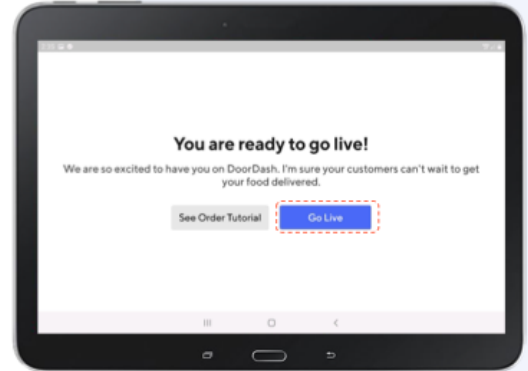 You are ready to go live!
We are so excited to have you on DoorDash. I'm sure your customers can't wait to get
your food delivered.
See Order Tutorial
Go Live